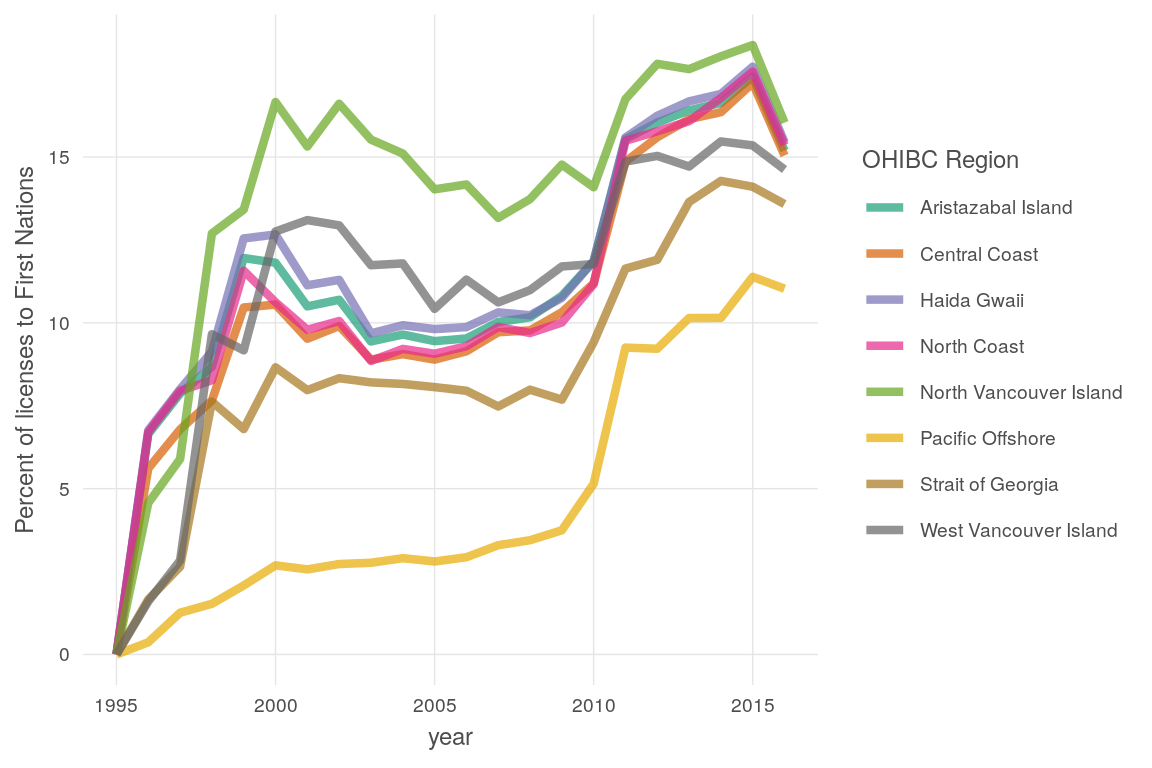 Percent of licenses to First Nations
15
10
5
0
1995
2000
2005
2010
2015
year
OHIBC Region
Aristazabal Island
Central Coast
Haida Gwaii
North Coast
North Vancouver Island
Pacific Offshore
Strait of Georgia
West Vancouver Island